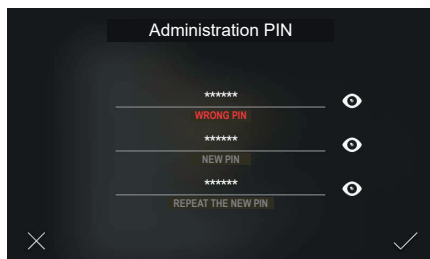 Administration PIN
******
WRONG PIN
******
NEW PIN
******
REPEAT THE NEW PIN